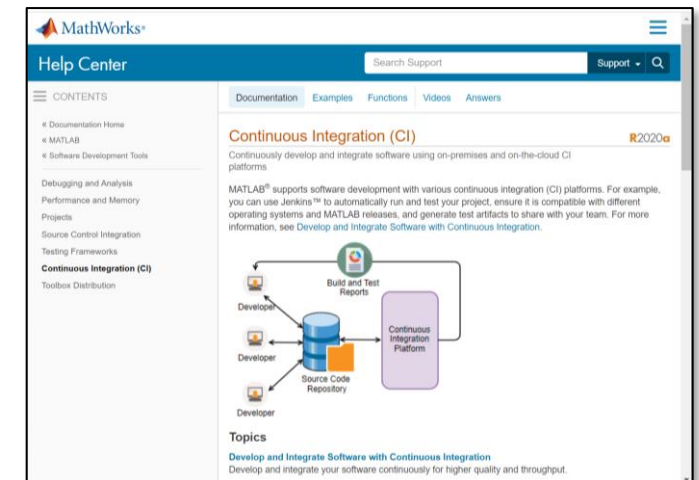 MathWorks®
Help Center
Search Support
Support
CONTENTS
« Documentation Home
« MATLAB
« Software Development Tools
Debugging and Analysis
Performance and Memory
Projects
Source Control Integration
Testing Frameworks
Continuous Integration (CI)
Toolbox Distribution
Documentation Examples Functions Videos Answers
Continuous Integration (CI)
R2020a
Continuously develop and integrate software using on-premises and on-the-cloud CI
platforms
MATLAB® supports software development with various continuous integration (CI) platforms. For example,
you can use Jenkins™ to automatically run and test your project, ensure it is compatible with different
operating systems and MATLAB releases, and generate test artifacts to share with your team. For more
information, see Develop and Integrate Software with Continuous Integration.
Build and Test
Reports
Developer
Developer
Developer
Source Code
Repository
Continuous
Integration
Platform
Topics
Develop and Integrate Software with Continuous Integration
Develop and integrate your software continuously for higher quality and throughput.